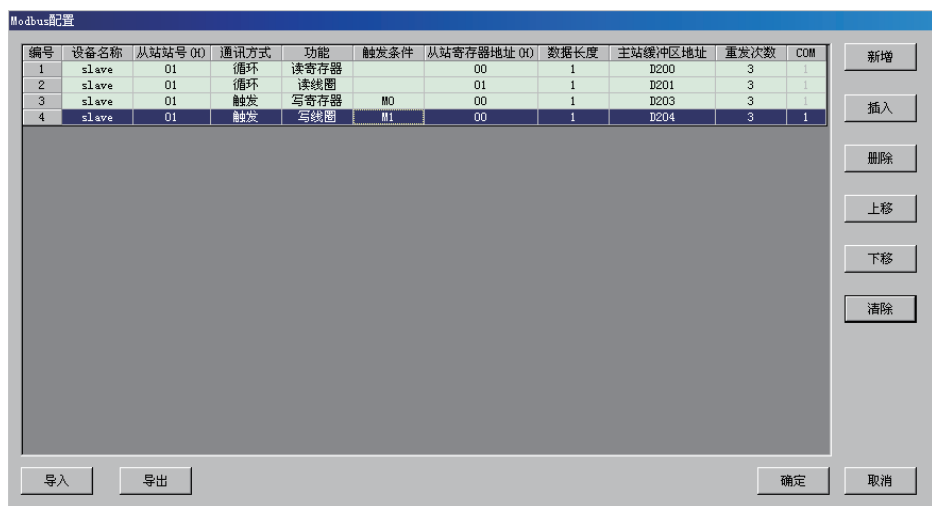 Modbus配置
编号 设备名称 从站站号(H) 通讯方式 功能 触发条件 从站寄存器地址(H) 数据长度 主站缓冲区地址 重发次数 COM
1 slave 01 循环 读寄存器 00 1 D200 3 1
2 slave 01 循环 读线圈 01 1 D201 3 1
3 slave 01 触发 写寄存器 M0 00 1 D203 3 1
4 slave 01 触发 写线圈 M1 00 1 D204 3 1
新增
插入
删除
上移
下移
清除
导入 导出 确定 取消